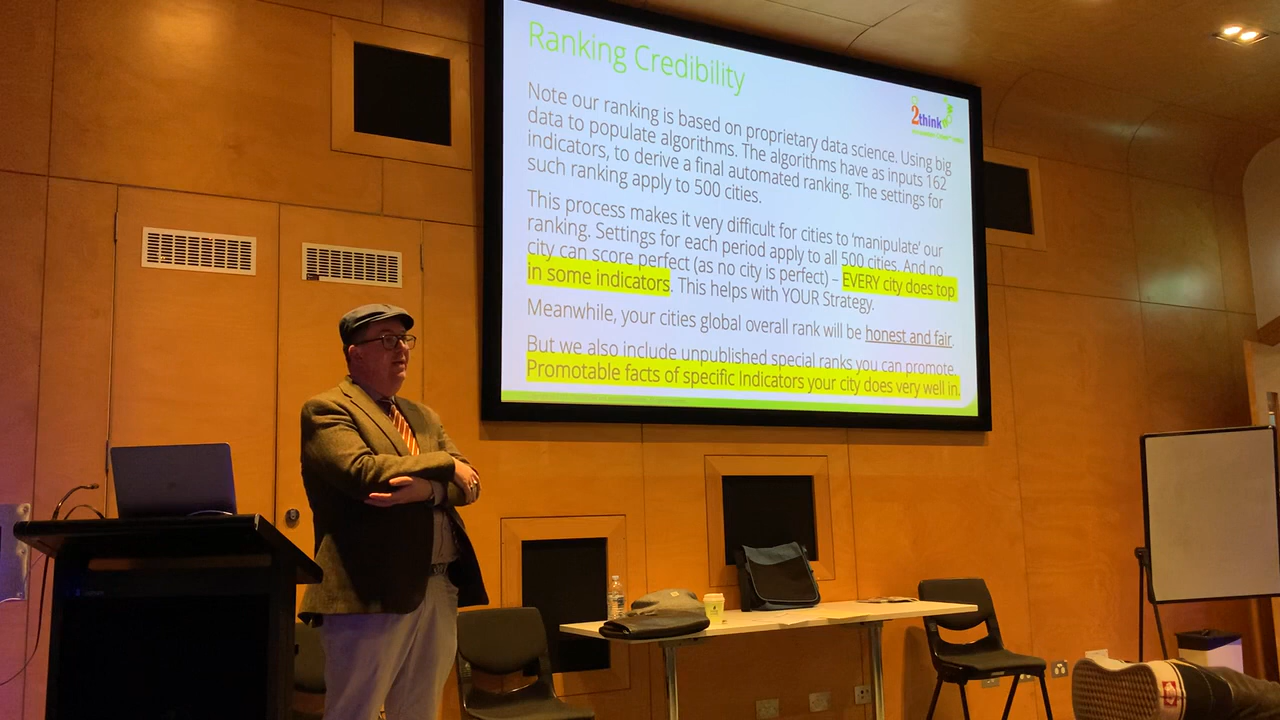 Ranking Credibility
2think
Note our ranking is based on proprietary data science. Using big
data to populate algorithms. The algorithms have as inputs 162
indicators, to derive a final automated ranking. The settings for
such ranking apply to 500 cities.
This process makes it very difficult for cities to ‘manipulate’ our
ranking. Settings for each period apply to all 500 cities. And no
city can score perfect (as no city is perfect) – EVERY city does top
in some indicators. This helps with YOUR Strategy.
Meanwhile, your cities global overall rank will be honest and fair.
But we also include unpublished special ranks you can promote.
Promotable facts of specific Indicators your city does very well in.